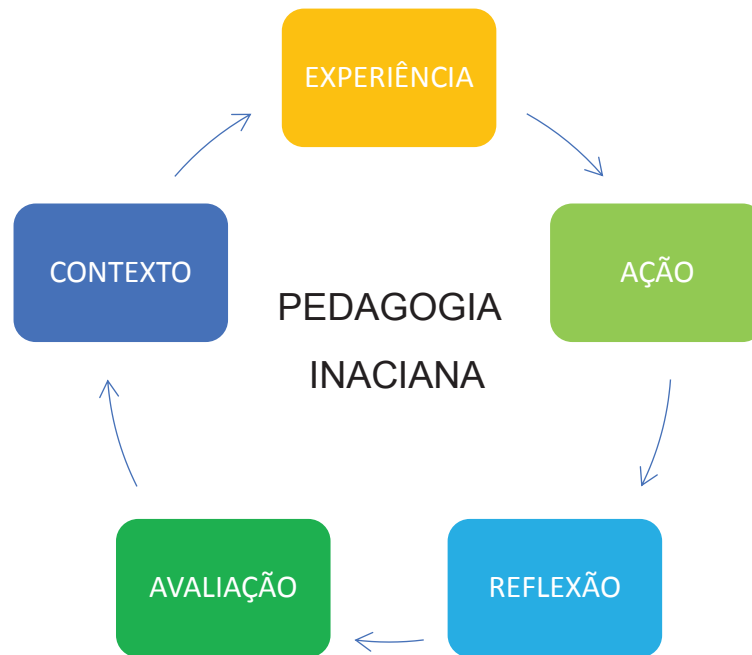 EXPERIÊNCIA
CONTEXTO
AÇÃO
PEDAGOGIA
INACIANA
AVALIAÇÃO
REFLEXÃO